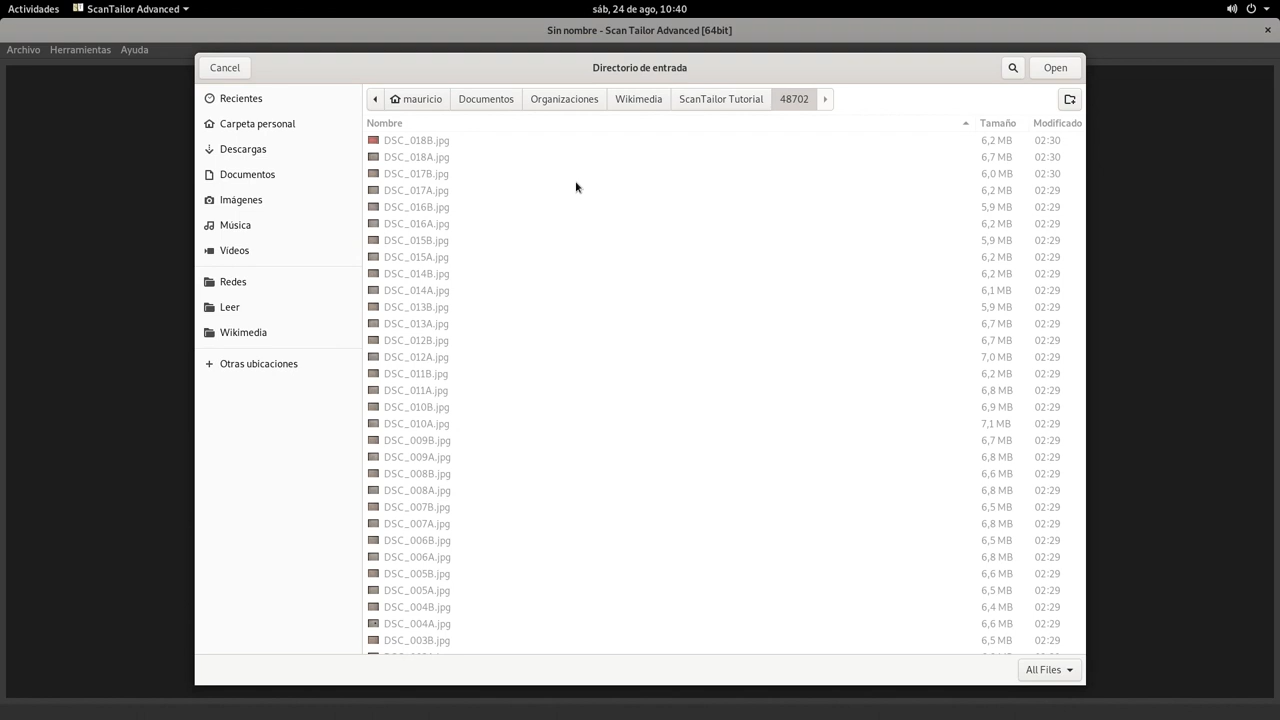 Actividades ScanTailor Advanced sáb, 24 de ago, 10:40
Sin nombre - Scan Tailor Advanced [64bit] ×
Archivo Herramientas Ayuda
Cancel Directorio de entrada Open
Recientes
Carpeta personal
Descargas
Documentos
Imágenes
Música
Vídeos
Redes
Leer
Wikimedia
+ Otras ubicaciones
mauricio Documentos Organizaciones Wikimedia ScanTailor Tutorial 48702
Nombre Tamaño Modificado
DSC_018B.jpg 6,2 MB 02:30
DSC_018A.jpg 6,7 MB 02:30
DSC_017B.jpg 6,0 MB 02:30
DSC_017A.jpg 6,2 MB 02:29
DSC_016B.jpg 5,9 MB 02:29
DSC_016A.jpg 6,2 MB 02:29
DSC_015B.jpg 5,9 MB 02:29
DSC_015A.jpg 6,2 MB 02:29
DSC_014B.jpg 6,2 MB 02:29
DSC_014A.jpg 6,1 MB 02:29
DSC_013B.jpg 5,9 MB 02:29
DSC_013A.jpg 6,7 MB 02:29
DSC_012B.jpg 6,7 MB 02:29
DSC_012A.jpg 7,0 MB 02:29
DSC_011B.jpg 6,2 MB 02:29
DSC_011A.jpg 6,8 MB 02:29
DSC_010B.jpg 6,9 MB 02:29
DSC_010A.jpg 7,1 MB 02:29
DSC_009B.jpg 6,7 MB 02:29
DSC_009A.jpg 6,8 MB 02:29
DSC_008B.jpg 6,6 MB 02:29
DSC_008A.jpg 6,8 MB 02:29
DSC_007B.jpg 6,5 MB 02:29
DSC_007A.jpg 6,8 MB 02:29
DSC_006B.jpg 6,5 MB 02:29
DSC_006A.jpg 6,8 MB 02:29
DSC_005B.jpg 6,6 MB 02:29
DSC_005A.jpg 6,5 MB 02:29
DSC_004B.jpg 6,4 MB 02:29
DSC_004A.jpg 6,6 MB 02:29
DSC_003B.jpg 6,5 MB 02:29
All Files